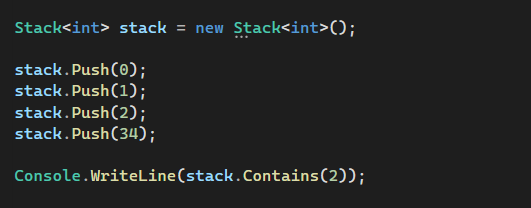 Stack<int> stack = new Stack<int>();
stack.Push(0);
stack.Push(1);
stack.Push(2);
stack.Push(34);
Console.WriteLine(stack.Contains(2));